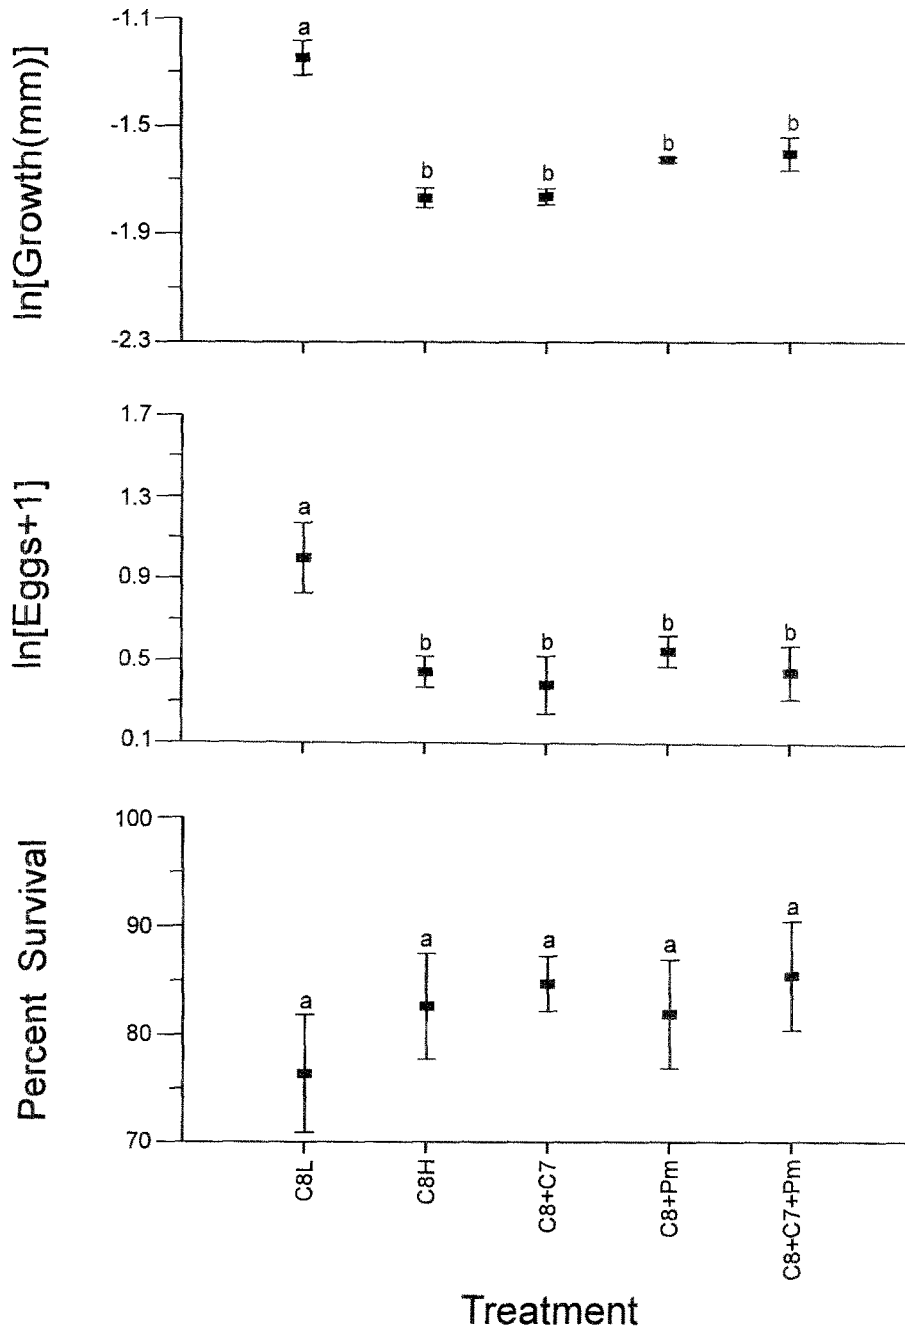 ln[Growth(mm)]
-1.1
-1.5
-1.9
-2.3
a
b
b
b
b
ln[Eggs+1]
1.7
1.3
0.9
0.5
0.1
a
b
b
b
b
Percent Survival
100
90
80
70
a
a
a
a
a
C8L
C8H
C8+C7
C8+Pm
C8+C7+Pm
Treatment